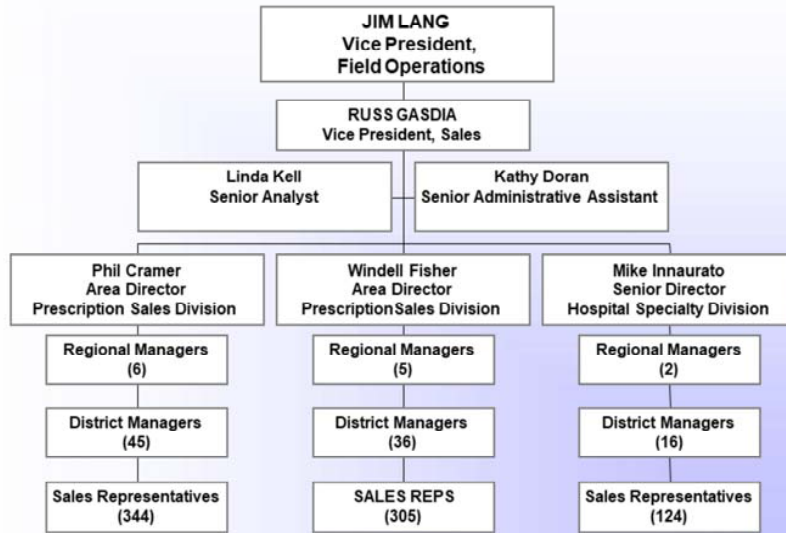 JIM LANG
Vice President,
Field Operations
RUSS GASDIA
Vice President, Sales
Linda Kell
Senior Analyst
Kathy Doran
Senior Administrative Assistant
Phil Cramer
Area Director
Prescription Sales Division
Windell Fisher
Area Director
PrescriptionSales Division
Mike Innaurato
Senior Director
Hospital Specialty Division
Regional Managers
(6)
Regional Managers
(5)
Regional Managers
(2)
District Managers
(45)
District Managers
(36)
District Managers
(16)
Sales Representatives
(344)
SALES REPS
(305)
Sales Representatives
(124)